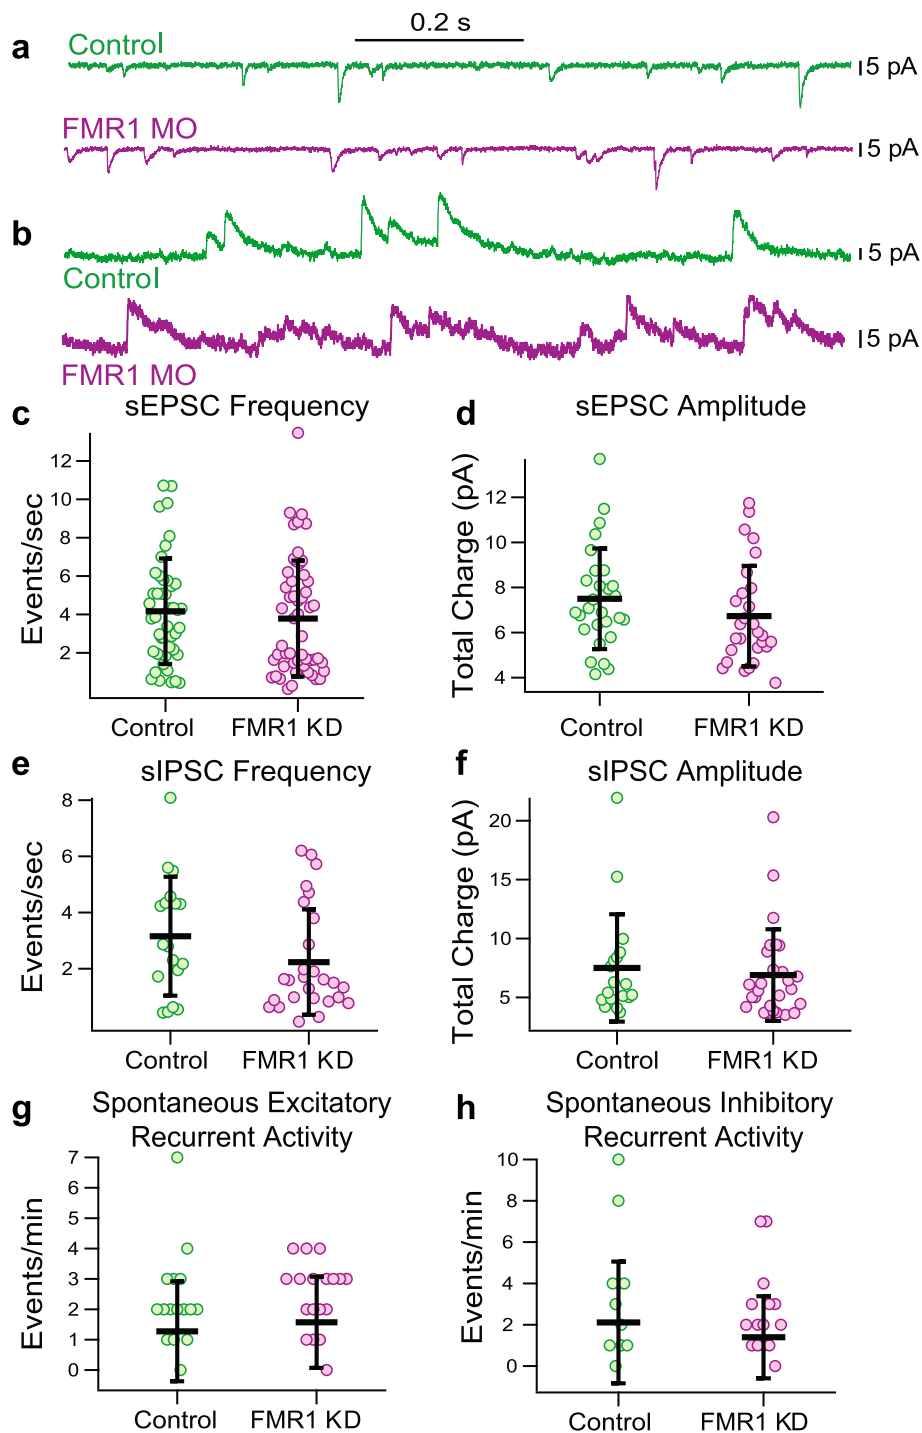 a
0.2 s
Control
5 pA
FMR1 MO
5 pA
b
5 pA
Control
5 pA
FMR1 MO
c
sEPSC Frequency
Events/sec
12
10
8
6
4
2
Control
FMR1 KD
d
sEPSC Amplitude
Total Charge (pA)
12
10
8
6
4
Control
FMR1 KD
e
sIPSC Frequency
Events/sec
8
6
4
2
Control
FMR1 KD
f
sIPSC Amplitude
Total Charge (pA)
20
15
10
5
Control
FMR1 KD
g
Spontaneous Excitatory
Recurrent Activity
Events/min
7
6
5
4
3
2
1
0
Control
FMR1 KD
h
Spontaneous Inhibitory
Recurrent Activity
Events/min
10
8
6
4
2
0
Control
FMR1 KD